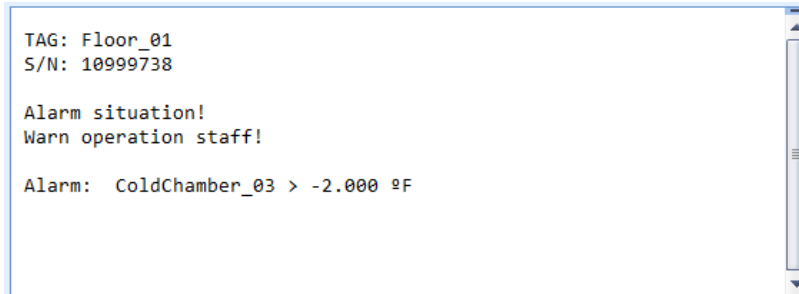 TAG: Floor_01
S/N: 10999738
Alarm situation!
Warn operation staff!
Alarm:  ColdChamber_03 > -2.000 ºF